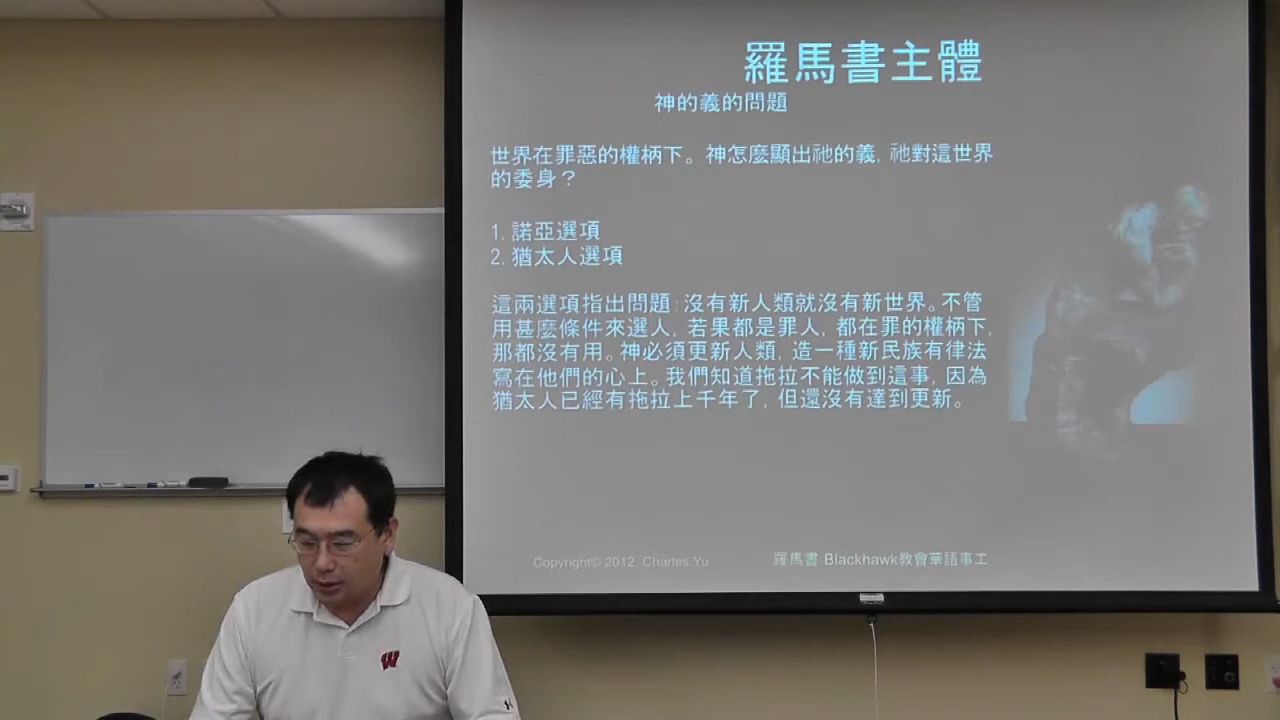 羅馬書主體
神的義的問題
世界在罪惡的權柄下。神怎麼顯出祂的義, 祂對這世界
的委身？
1. 諾亞選項
2. 猶太人選項
這兩選項指出問題: 沒有新人類就沒有新世界。不管
用甚麼條件來選人, 若果都是罪人, 都在罪的權柄下,
那都沒有用。神必須更新人類, 造一種新民族有律法
寫在他們的心上。我們知道拖拉不能做到這事, 因為
猶太人已經有拖拉上千年了, 但還沒有達到更新。
Copyright© 2012, Charles Yu
羅馬書 Blackhawk教會華語事工
W